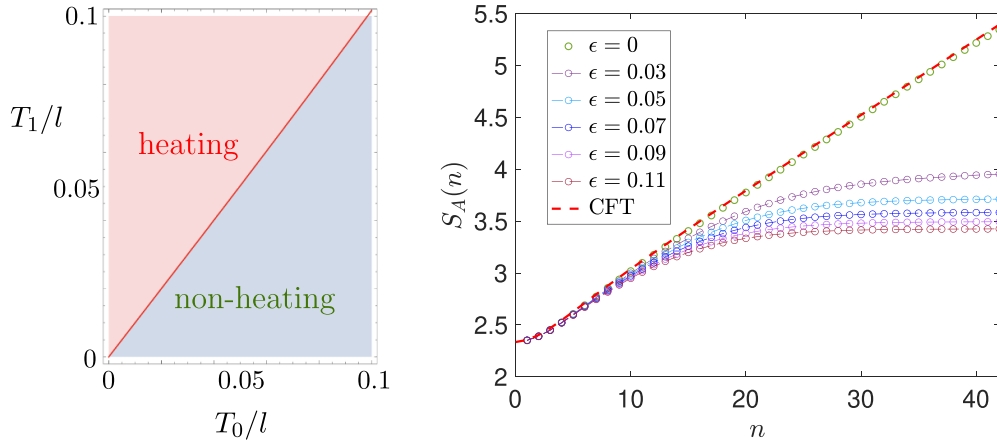 0.1
T₁/l
heating
0.05
non-heating
0
0
0.05
0.1
T₀/l
5.5
5
4.5
4
3.5
3
2.5
2
S_A(n)
ϵ = 0
ϵ = 0.03
ϵ = 0.05
ϵ = 0.07
ϵ = 0.09
ϵ = 0.11
CFT
0
10
20
30
40
n